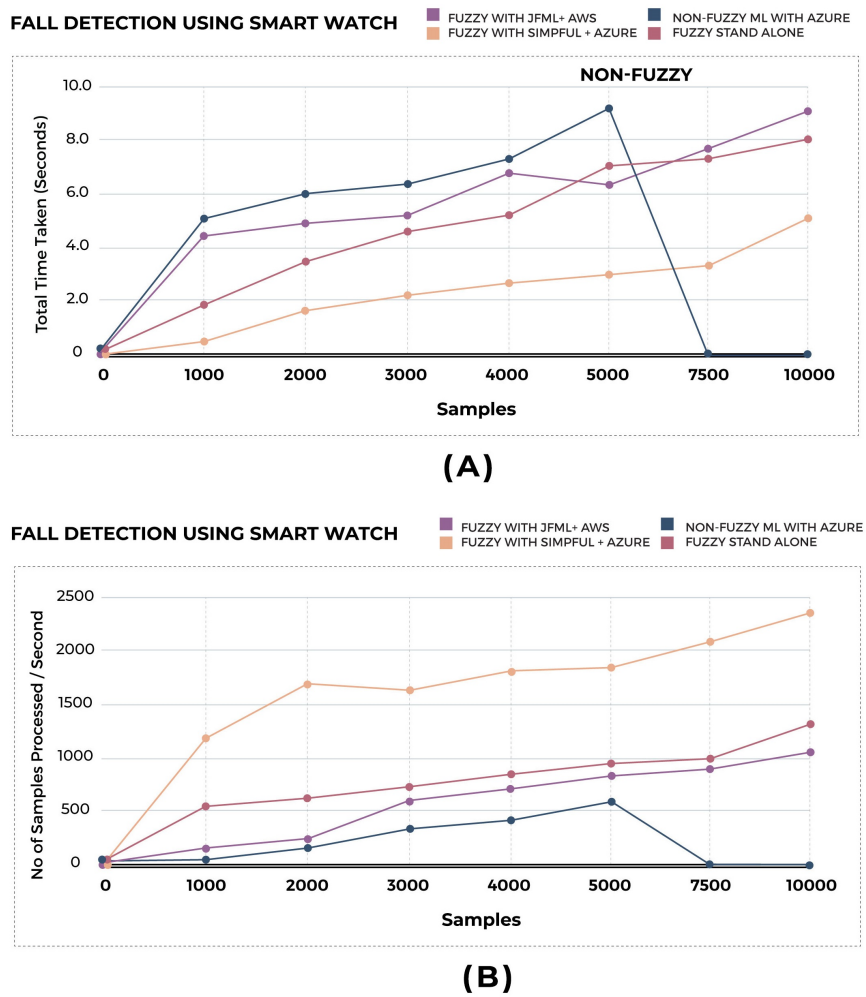 FALL DETECTION USING SMART WATCH
FUZZY WITH JFML+ AWS
NON-FUZZY ML WITH AZURE
FUZZY WITH SIMPFUL + AZURE
FUZZY STAND ALONE
NON-FUZZY
Total Time Taken (Seconds)
10.0
8.0
6.0
4.0
2.0
0
0 1000 2000 3000 4000 5000 7500 10000
Samples
(A)
FALL DETECTION USING SMART WATCH
FUZZY WITH JFML+ AWS
NON-FUZZY ML WITH AZURE
FUZZY WITH SIMPFUL + AZURE
FUZZY STAND ALONE
No of Samples Processed / Second
2500
2000
1500
1000
500
0
0 1000 2000 3000 4000 5000 7500 10000
Samples
(B)